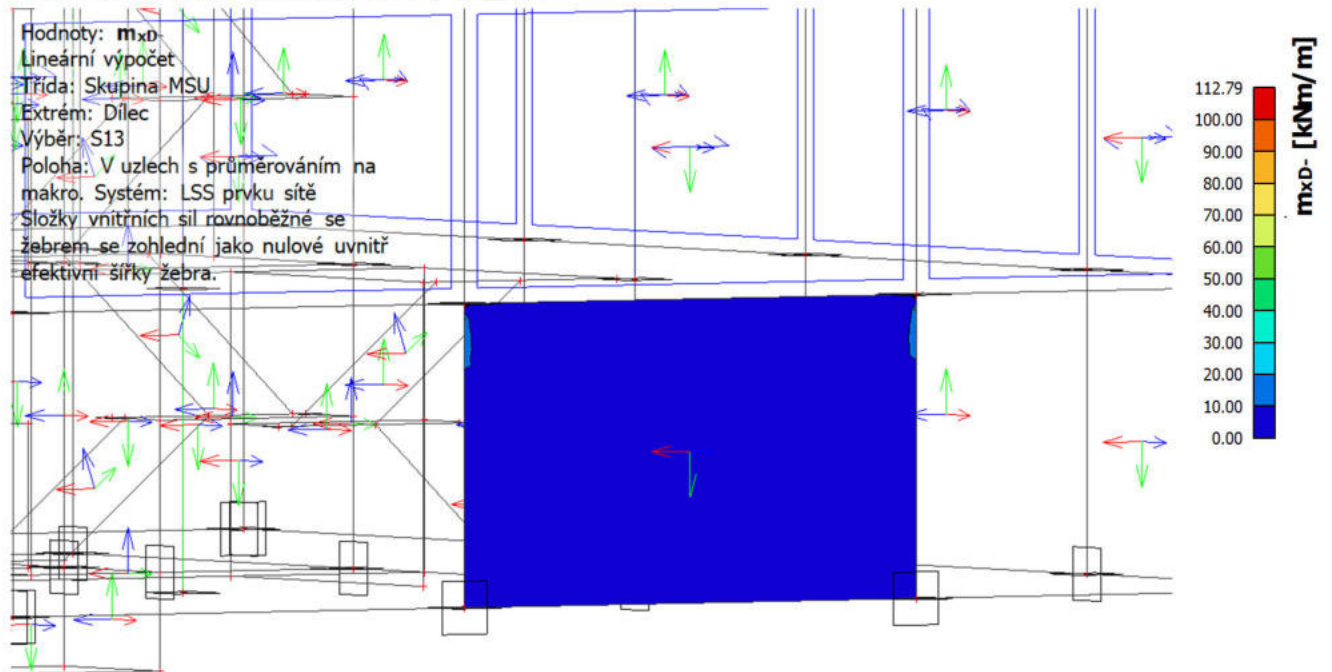 Hodnoty: mxD-
Lineární výpočet
Třída: Skupina MSU
Extrém: Dílec
Výběr: S13
Poloha: V uzlech s průměrováním na
makro. Systém: LSS prvku sítě
Složky vnitřních sil rovnoběžné se
žebrem se zohlední jako nulové uvnitř
efektivní šířky žebra.
112.79
100.00
90.00
80.00
70.00
60.00
50.00
40.00
30.00
20.00
10.00
0.00
mxD- [kNm/m]